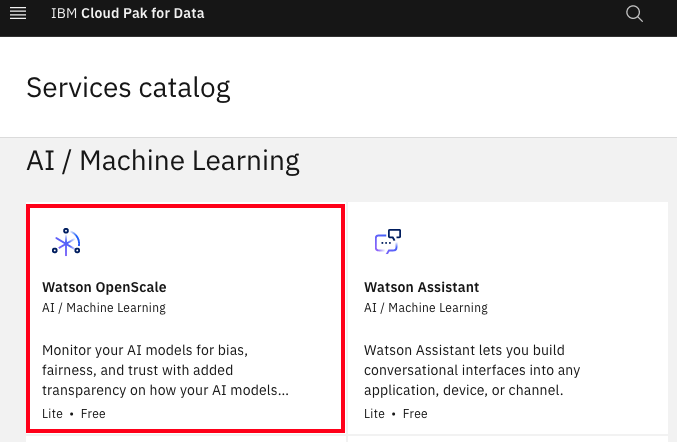 IBM Cloud Pak for Data
Services catalog
AI / Machine Learning
Watson OpenScale
AI / Machine Learning
Monitor your AI models for bias,
fairness, and trust with added
transparency on how your AI models...
Lite • Free
Watson Assistant
AI / Machine Learning
Watson Assistant lets you build
conversational interfaces into any
application, device, or channel.
Lite • Free